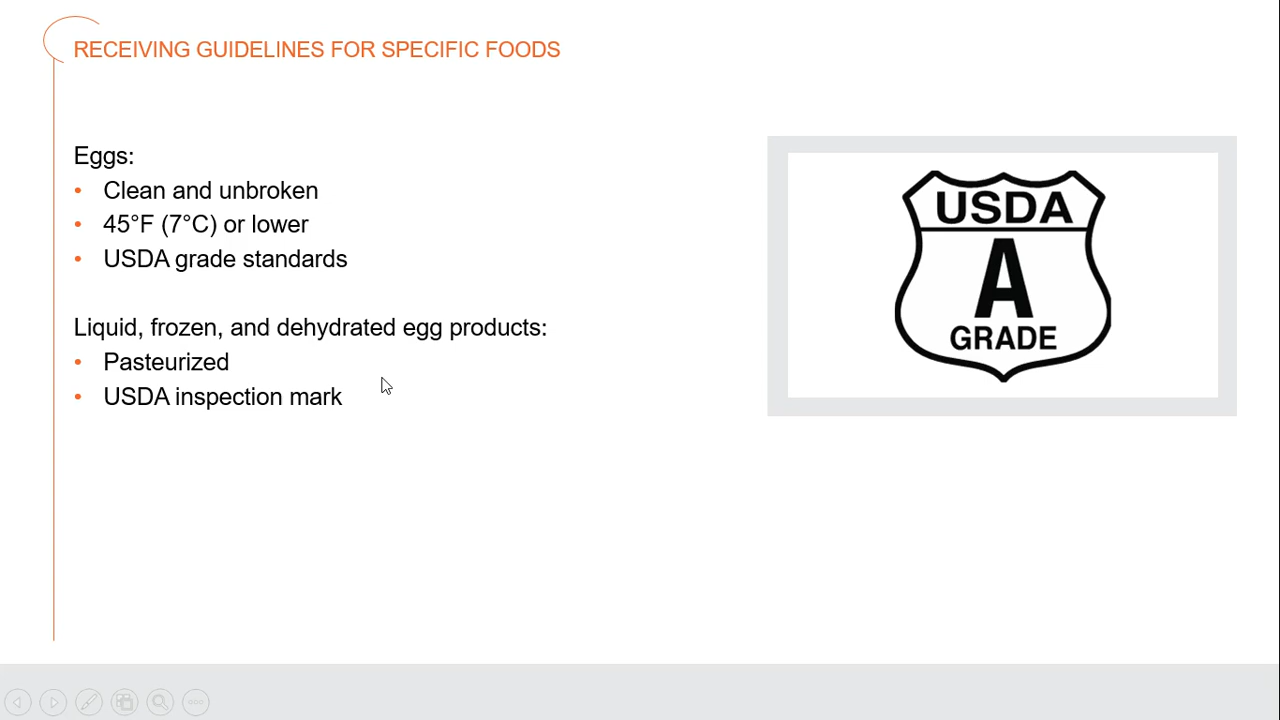 RECEIVING GUIDELINES FOR SPECIFIC FOODS
Eggs:
• Clean and unbroken
• 45°F (7°C) or lower
• USDA grade standards
Liquid, frozen, and dehydrated egg products:
• Pasteurized
• USDA inspection mark
USDA
A
GRADE